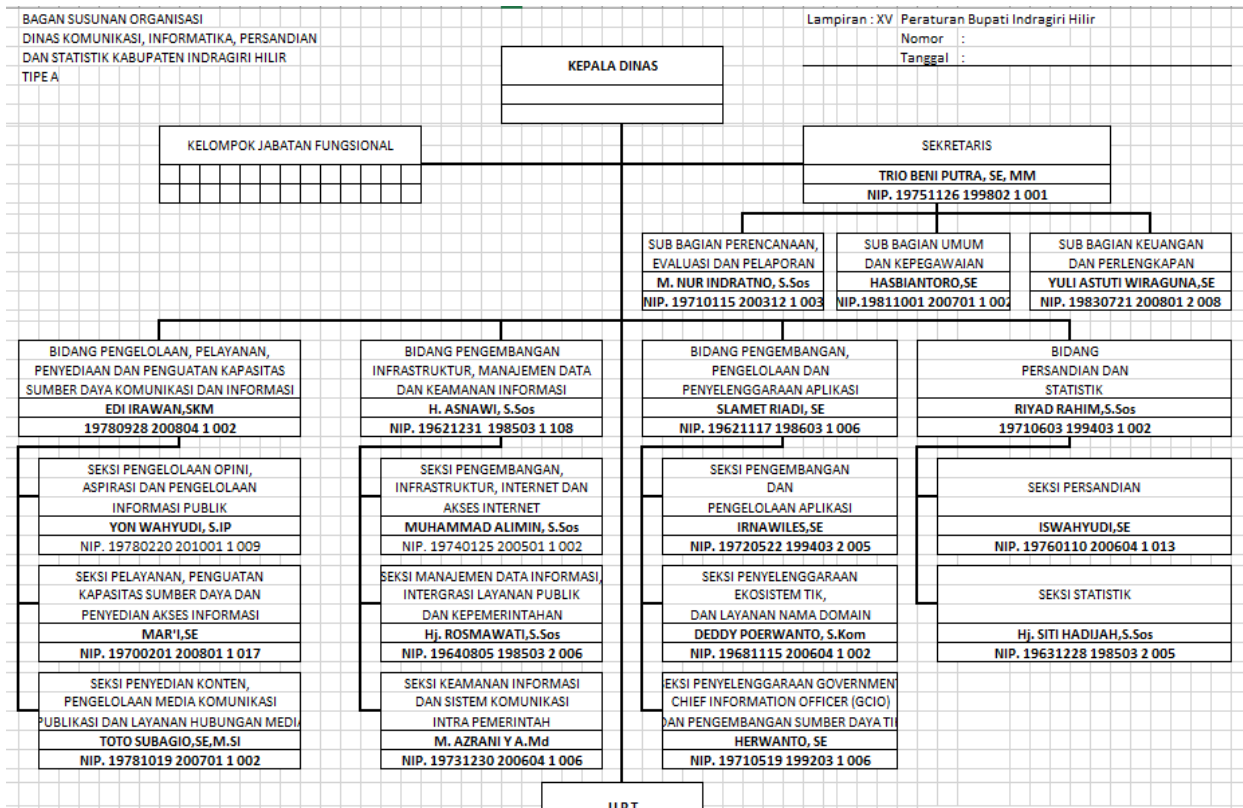 BAGAN SUSUNAN ORGANISASI
DINAS KOMUNIKASI, INFORMATIKA, PERSANDIAN
DAN STATISTIK KABUPATEN INDRAGIRI HILIR
TIPE A
Lampiran : XV Peraturan Bupati Indragiri Hilir
Nomor :
Tanggal :
KEPALA DINAS
KELOMPOK JABATAN FUNGSIONAL
SEKRETARIS
TRIO BENI PUTRA, SE, MM
NIP. 19751126 199802 1 001
SUB BAGIAN PERENCANAAN,
EVALUASI DAN PELAPORAN
M. NUR INDRATNO, S.Sos
NIP. 19710115 200312 1 003
SUB BAGIAN UMUM
DAN KEPEGAWAIAN
HASBIANTORO,SE
NIP.19811001 200701 1 002
SUB BAGIAN KEUANGAN
DAN PERLENGKAPAN
YULI ASTUTI WIRAGUNA,SE
NIP. 19830721 200801 2 008
BIDANG PENGELOLAAN, PELAYANAN,
PENYEDIAAN DAN PENGUATAN KAPASITAS
SUMBER DAYA KOMUNIKASI DAN INFORMASI
EDI IRAWAN,SKM
19780928 200804 1 002
BIDANG PENGEMBANGAN
INFRASTRUKTUR, MANAJEMEN DATA
DAN KEAMANAN INFORMASI
H. ASNAWI, S.Sos
NIP. 19621231 198503 1 108
BIDANG PENGEMBANGAN,
PENGELOLAAN DAN
PENYELENGGARAAN APLIKASI
SLAMET RIADI, SE
NIP. 19621117 198603 1 006
BIDANG
PERSANDIAN DAN
STATISTIK
RIYAD RAHIM,S.Sos
19710603 199403 1 002
SEKSI PENGELOLAAN OPINI,
ASPIRASI DAN PENGELOLAAN
INFORMASI PUBLIK
YON WAHYUDI, S.IP
NIP. 19780220 201001 1 009
SEKSI PENGEMBANGAN,
INFRASTRUKTUR, INTERNET DAN
AKSES INTERNET
MUHAMMAD ALIMIN, S.Sos
NIP. 19740125 200501 1 002
SEKSI PENGEMBANGAN
DAN
PENGELOLAAN APLIKASI
IRNAWILES,SE
NIP. 19720522 199403 2 005
SEKSI PERSANDIAN
ISWAHYUDI,SE
NIP. 19760110 200604 1 013
SEKSI PELAYANAN, PENGUATAN
KAPASITAS SUMBER DAYA DAN
PENYEDIAN AKSES INFORMASI
MAR'I,SE
NIP. 19700201 200801 1 017
SEKSI MANAJEMEN DATA INFORMASI,
INTERGRASI LAYANAN PUBLIK
DAN KEPEMERINTAHAN
Hj. ROSMAWATI,S.Sos
NIP. 19640805 198503 2 006
SEKSI PENYELENGGARAAN
EKOSISTEM TIK,
DAN LAYANAN NAMA DOMAIN
DEDDY POERWANTO, S.Kom
NIP. 19681115 200604 1 002
SEKSI STATISTIK
Hj. SITI HADIJAH,S.Sos
NIP. 19631228 198503 2 005
SEKSI PENYEDIAN KONTEN,
PENGELOLAAN MEDIA KOMUNIKASI
PUBLIKASI DAN LAYANAN HUBUNGAN MEDIA
TOTO SUBAGIO,SE,M.SI
NIP. 19781019 200701 1 002
SEKSI KEAMANAN INFORMASI
DAN SISTEM KOMUNIKASI
INTRA PEMERINTAH
M. AZRANI Y A.Md
NIP. 19731230 200604 1 006
SEKSI PENYELENGGARAAN GOVERNMENT
CHIEF INFORMATION OFFICER (GCIO)
DAN PENGEMBANGAN SUMBER DAYA TIK
HERWANTO, SE
NIP. 19710519 199203 1 006
U P T